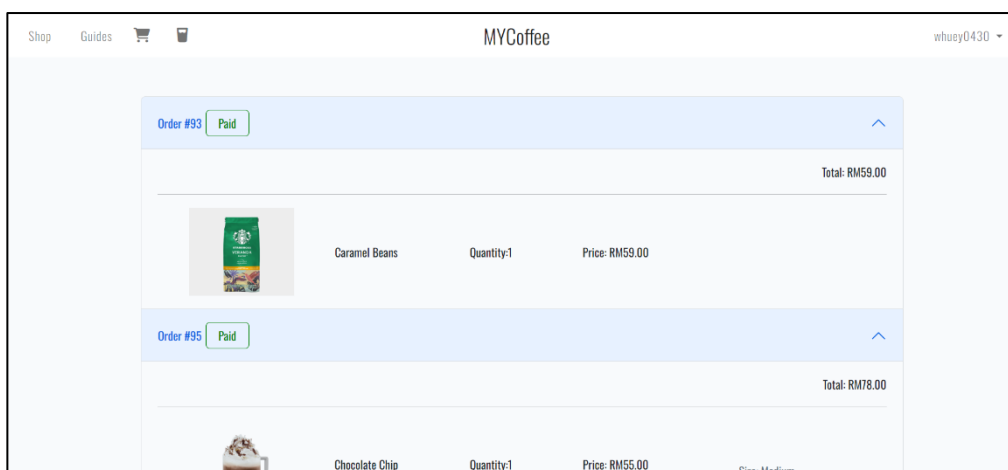 Shop Guides MYCoffee whuey0430
Order #93 Paid
Total: RM59.00
STARBUCKS
Caramel Beans Quantity:1 Price: RM59.00
Order #95 Paid
Total: RM78.00
Chocolate Chip Quantity:1 Price: RM55.00 Size: Medium